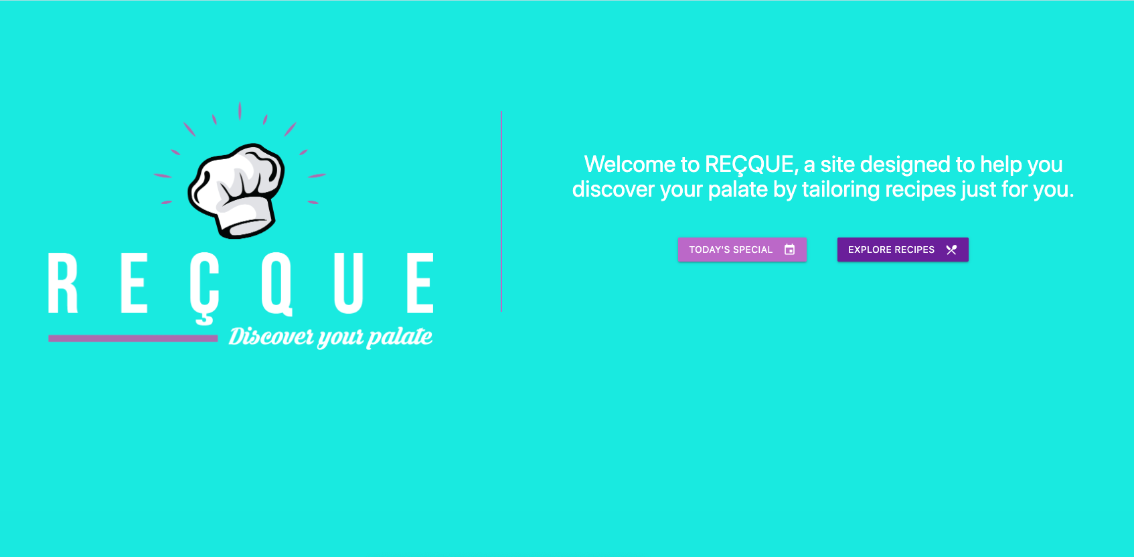 REÇQUE
Discover your palate
Welcome to REÇQUE, a site designed to help you
discover your palate by tailoring recipes just for you.
TODAY'S SPECIAL
EXPLORE RECIPES